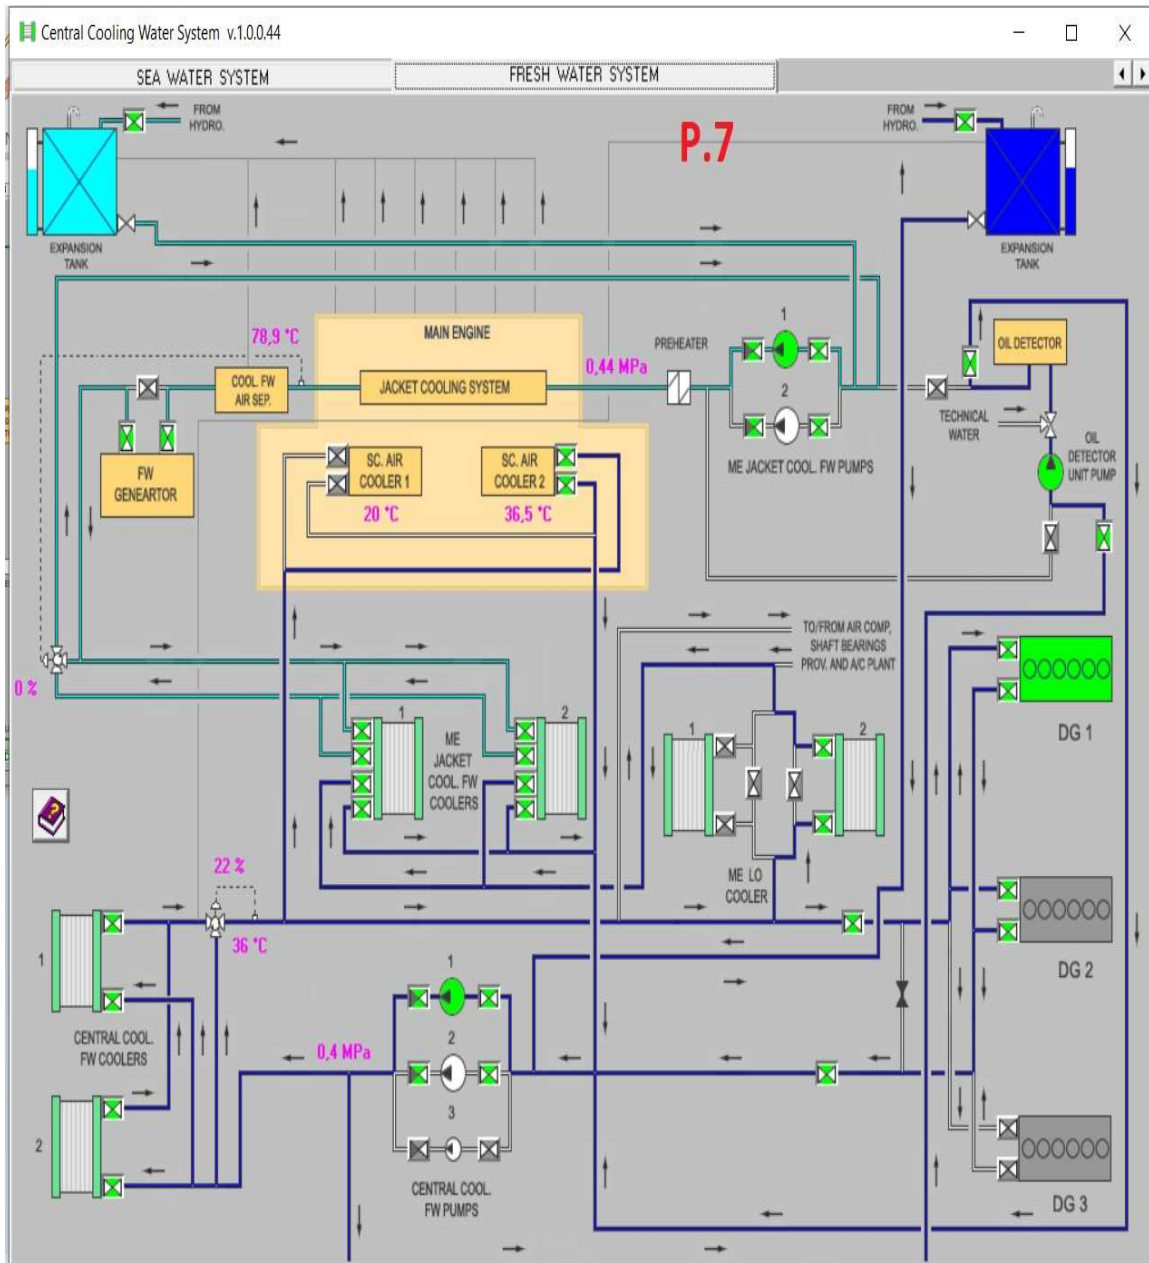 Central Cooling Water System v.1.0.0.44
SEA WATER SYSTEM
FRESH WATER SYSTEM
FROM
HYDRO.
P.7
FROM
HYDRO.
EXPANSION
TANK
EXPANSION
TANK
78,9 °C
MAIN ENGINE
PREHEATER
1
OIL DETECTOR
COOL. FW
AIR SEP.
JACKET COOLING SYSTEM
0,44 MPa
2
TECHNICAL
WATER
OIL
DETECTOR
UNIT PUMP
ME JACKET COOL. FW PUMPS
FW
GENEARTOR
SC. AIR
COOLER 1
SC. AIR
COOLER 2
20 °C
36,5 °C
TO/FROM AIR COMP,
SHAFT BEARINGS
PROV. AND A/C PLANT
0 %
1
ME
JACKET
COOL. FW
COOLERS
2
1
2
DG 1
ME LO
COOLER
22 %
36 °C
1
CENTRAL COOL.
FW COOLERS
2
0,4 MPa
1
2
3
CENTRAL COOL.
FW PUMPS
DG 2
DG 3
?